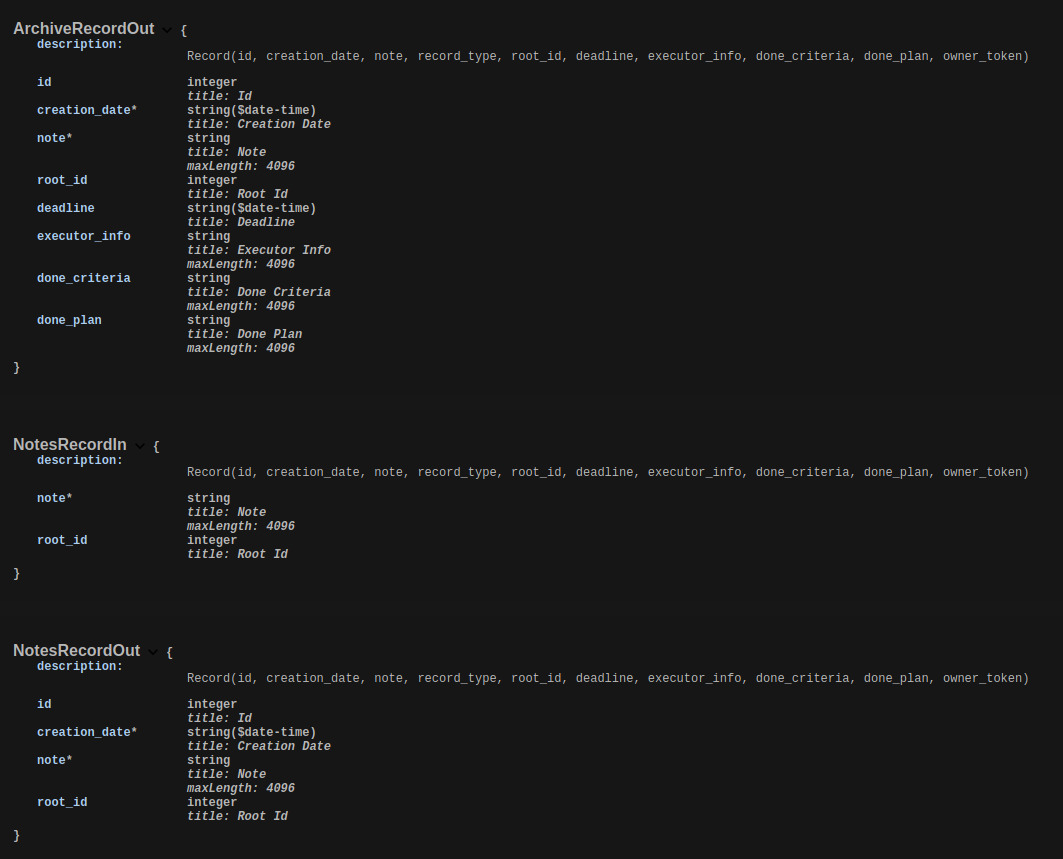 ArchiveRecordOut {
description:
Record(id, creation_date, note, record_type, root_id, deadline, executor_info, done_criteria, done_plan, owner_token)
id integer
title: Id
creation_date* string($date-time)
title: Creation Date
note* string
title: Note
maxLength: 4096
root_id integer
title: Root Id
deadline string($date-time)
title: Deadline
executor_info string
title: Executor Info
maxLength: 4096
done_criteria string
title: Done Criteria
maxLength: 4096
done_plan string
title: Done Plan
maxLength: 4096
}
NotesRecordIn {
description:
Record(id, creation_date, note, record_type, root_id, deadline, executor_info, done_criteria, done_plan, owner_token)
note* string
title: Note
maxLength: 4096
root_id integer
title: Root Id
}
NotesRecordOut {
description:
Record(id, creation_date, note, record_type, root_id, deadline, executor_info, done_criteria, done_plan, owner_token)
id integer
title: Id
creation_date* string($date-time)
title: Creation Date
note* string
title: Note
maxLength: 4096
root_id integer
title: Root Id
}